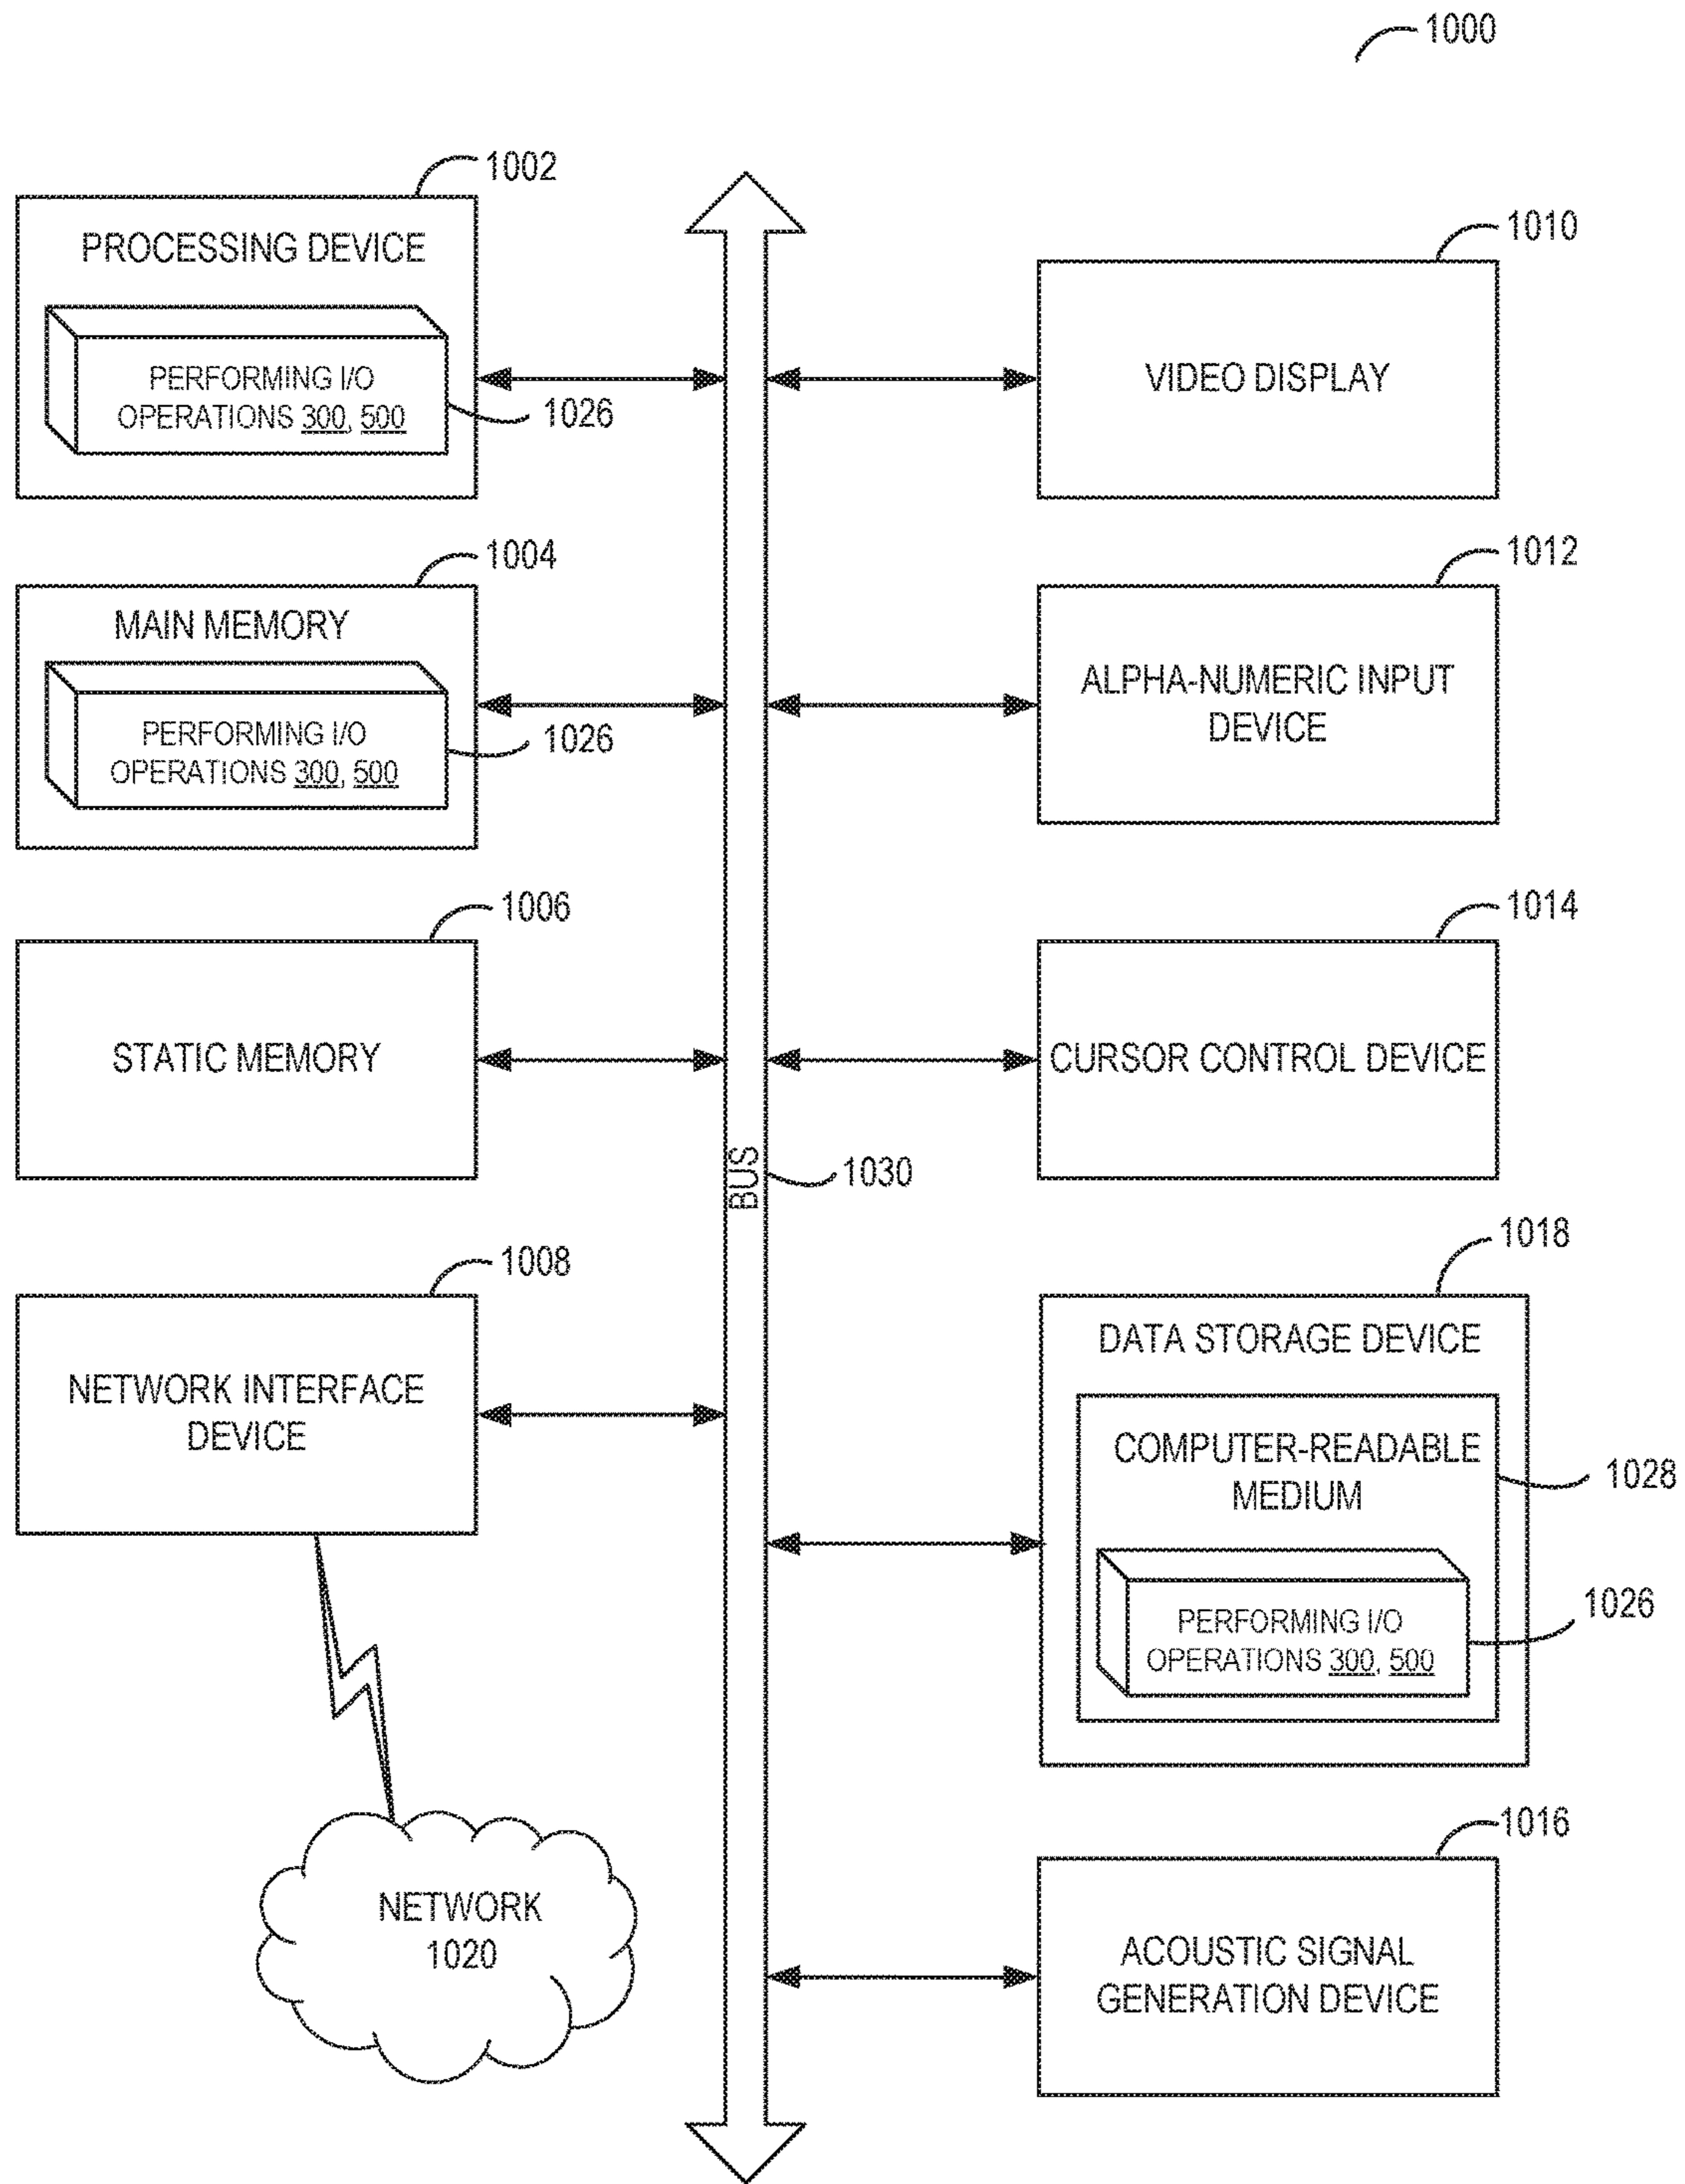 1000
1002
PROCESSING DEVICE
PERFORMING I/O
OPERATIONS 300, 500
1026
1004
MAIN MEMORY
PERFORMING I/O
OPERATIONS 300, 500
1026
1006
STATIC MEMORY
1008
NETWORK INTERFACE
DEVICE
NETWORK
1020
BUS
1030
1010
VIDEO DISPLAY
1012
ALPHA-NUMERIC INPUT
DEVICE
1014
CURSOR CONTROL DEVICE
1018
DATA STORAGE DEVICE
COMPUTER-READABLE
MEDIUM
1028
PERFORMING I/O
OPERATIONS 300, 500
1026
1016
ACOUSTIC SIGNAL
GENERATION DEVICE